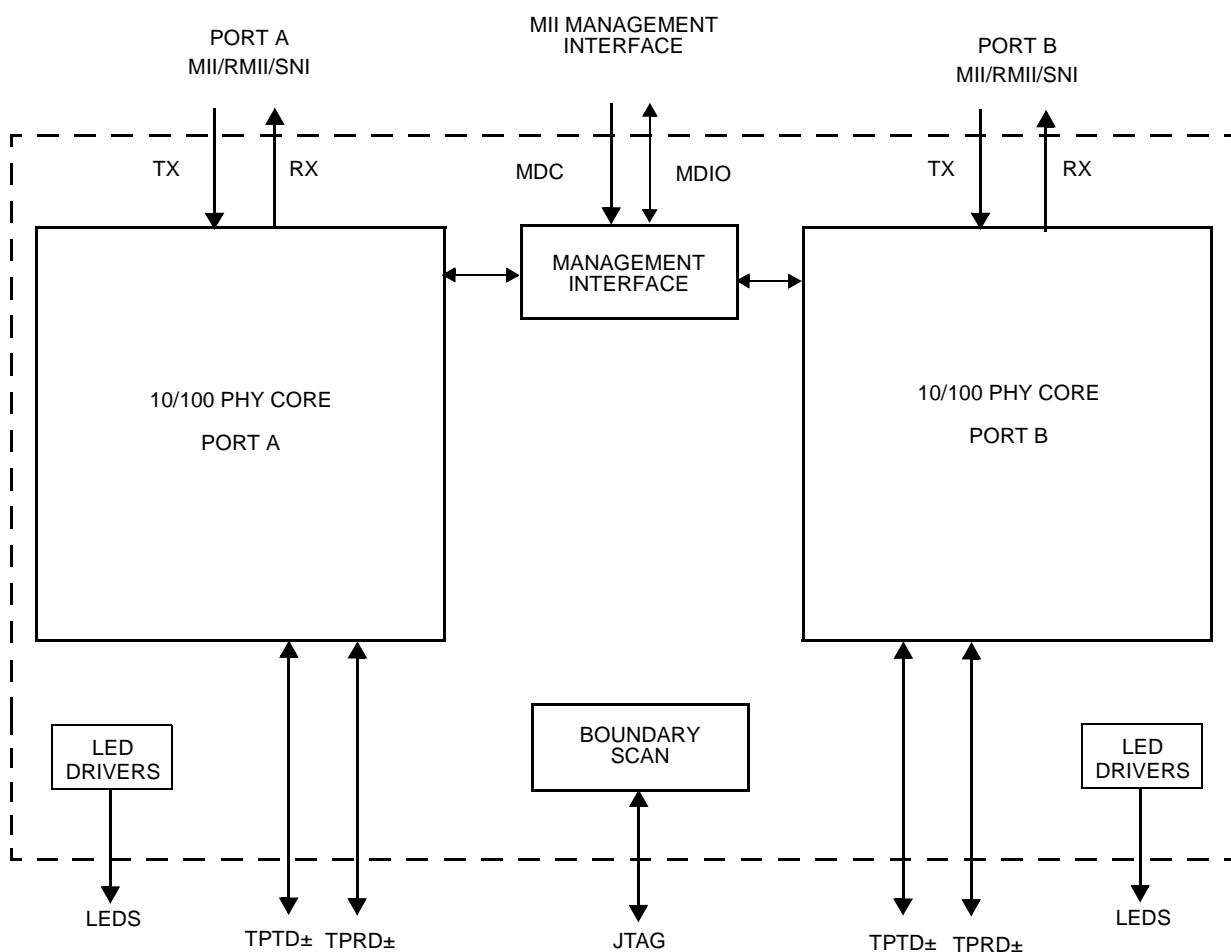 PORT A
MII/RMII/SNI
MII MANAGEMENT
INTERFACE
PORT B
MII/RMII/SNI
TX
RX
MDC
MDIO
TX
RX
MANAGEMENT
INTERFACE
10/100 PHY CORE
PORT A
10/100 PHY CORE
PORT B
LED
DRIVERS
BOUNDARY
SCAN
LED
DRIVERS
LEDS
TPTD±
TPRD±
JTAG
TPTD±
TPRD±
LEDS